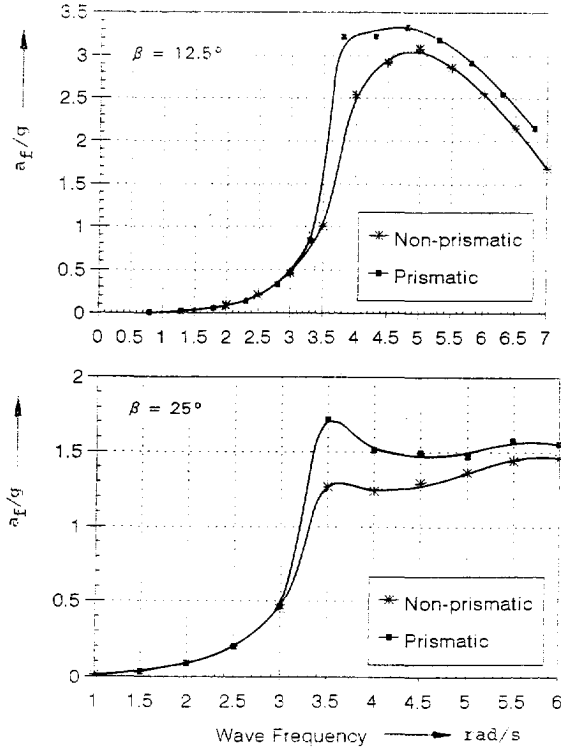 3.5
β = 12.5°
3
2.5
a_f/g
2
1.5
1
Non-prismatic
0.5
Prismatic
0
0 0.5 1 1.5 2 2.5 3 3.5 4 4.5 5 5.5 6 6.5 7
2
β = 25°
1.5
a_f/g
1
0.5
Non-prismatic
Prismatic
0
1 1.5 2 2.5 3 3.5 4 4.5 5 5.5 6
Wave Frequency ⟶ rad/s